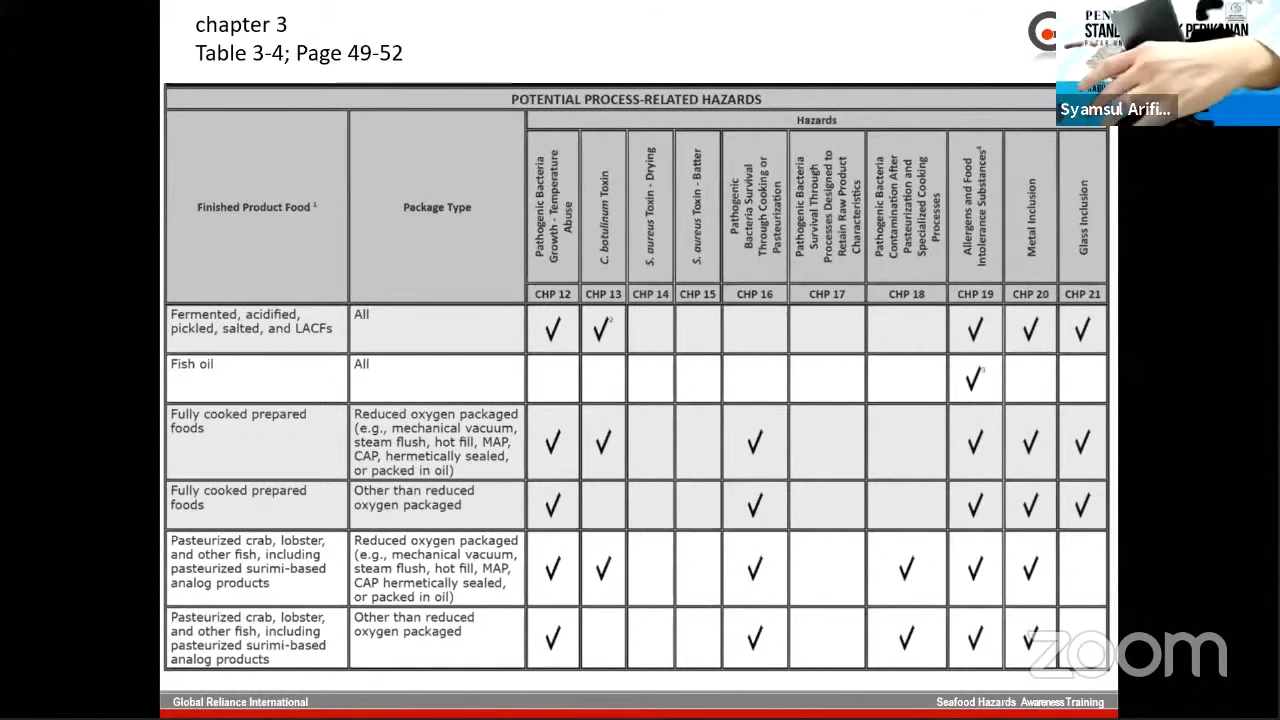 chapter 3
Table 3-4; Page 49-52
Syamsul Arifi...
POTENTIAL PROCESS-RELATED HAZARDS
Finished Product Food 1
Package Type
Hazards
Pathogenic Bacteria
Growth - Temperature
Abuse
C. botulinum Toxin
S. aureus Toxin - Drying
S. aureus Toxin - Batter
Pathogenic
Bacteria Survival
Through Cooking or
Pasteurization
Pathogenic Bacteria
Survival Through
Processes Designed to
Retain Raw Product
Characteristics
Pathogenic Bacteria
Contamination After
Pasteurization and
Specialized Cooking
Processes
Allergens and Food
Intolerance Substances4
Metal Inclusion
Glass Inclusion
CHP 12 CHP 13 CHP 14 CHP 15 CHP 16 CHP 17 CHP 18 CHP 19 CHP 20 CHP 21
Fermented, acidified,
pickled, salted, and LACFs
All
√ √2 √ √ √
Fish oil
All
√3
Fully cooked prepared
foods
Reduced oxygen packaged
(e.g., mechanical vacuum,
steam flush, hot fill, MAP,
CAP, hermetically sealed,
or packed in oil)
√ √ √ √ √ √
Fully cooked prepared
foods
Other than reduced
oxygen packaged
√ √ √ √ √
Pasteurized crab, lobster,
and other fish, including
pasteurized surimi-based
analog products
Reduced oxygen packaged
(e.g., mechanical vacuum,
steam flush, hot fill, MAP,
CAP hermetically sealed,
or packed in oil)
√ √ √ √ √ √
Pasteurized crab, lobster,
and other fish, including
pasteurized surimi-based
analog products
Other than reduced
oxygen packaged
√ √ √ √ √
zoom
Global Reliance International
Seafood Hazards Awareness Training